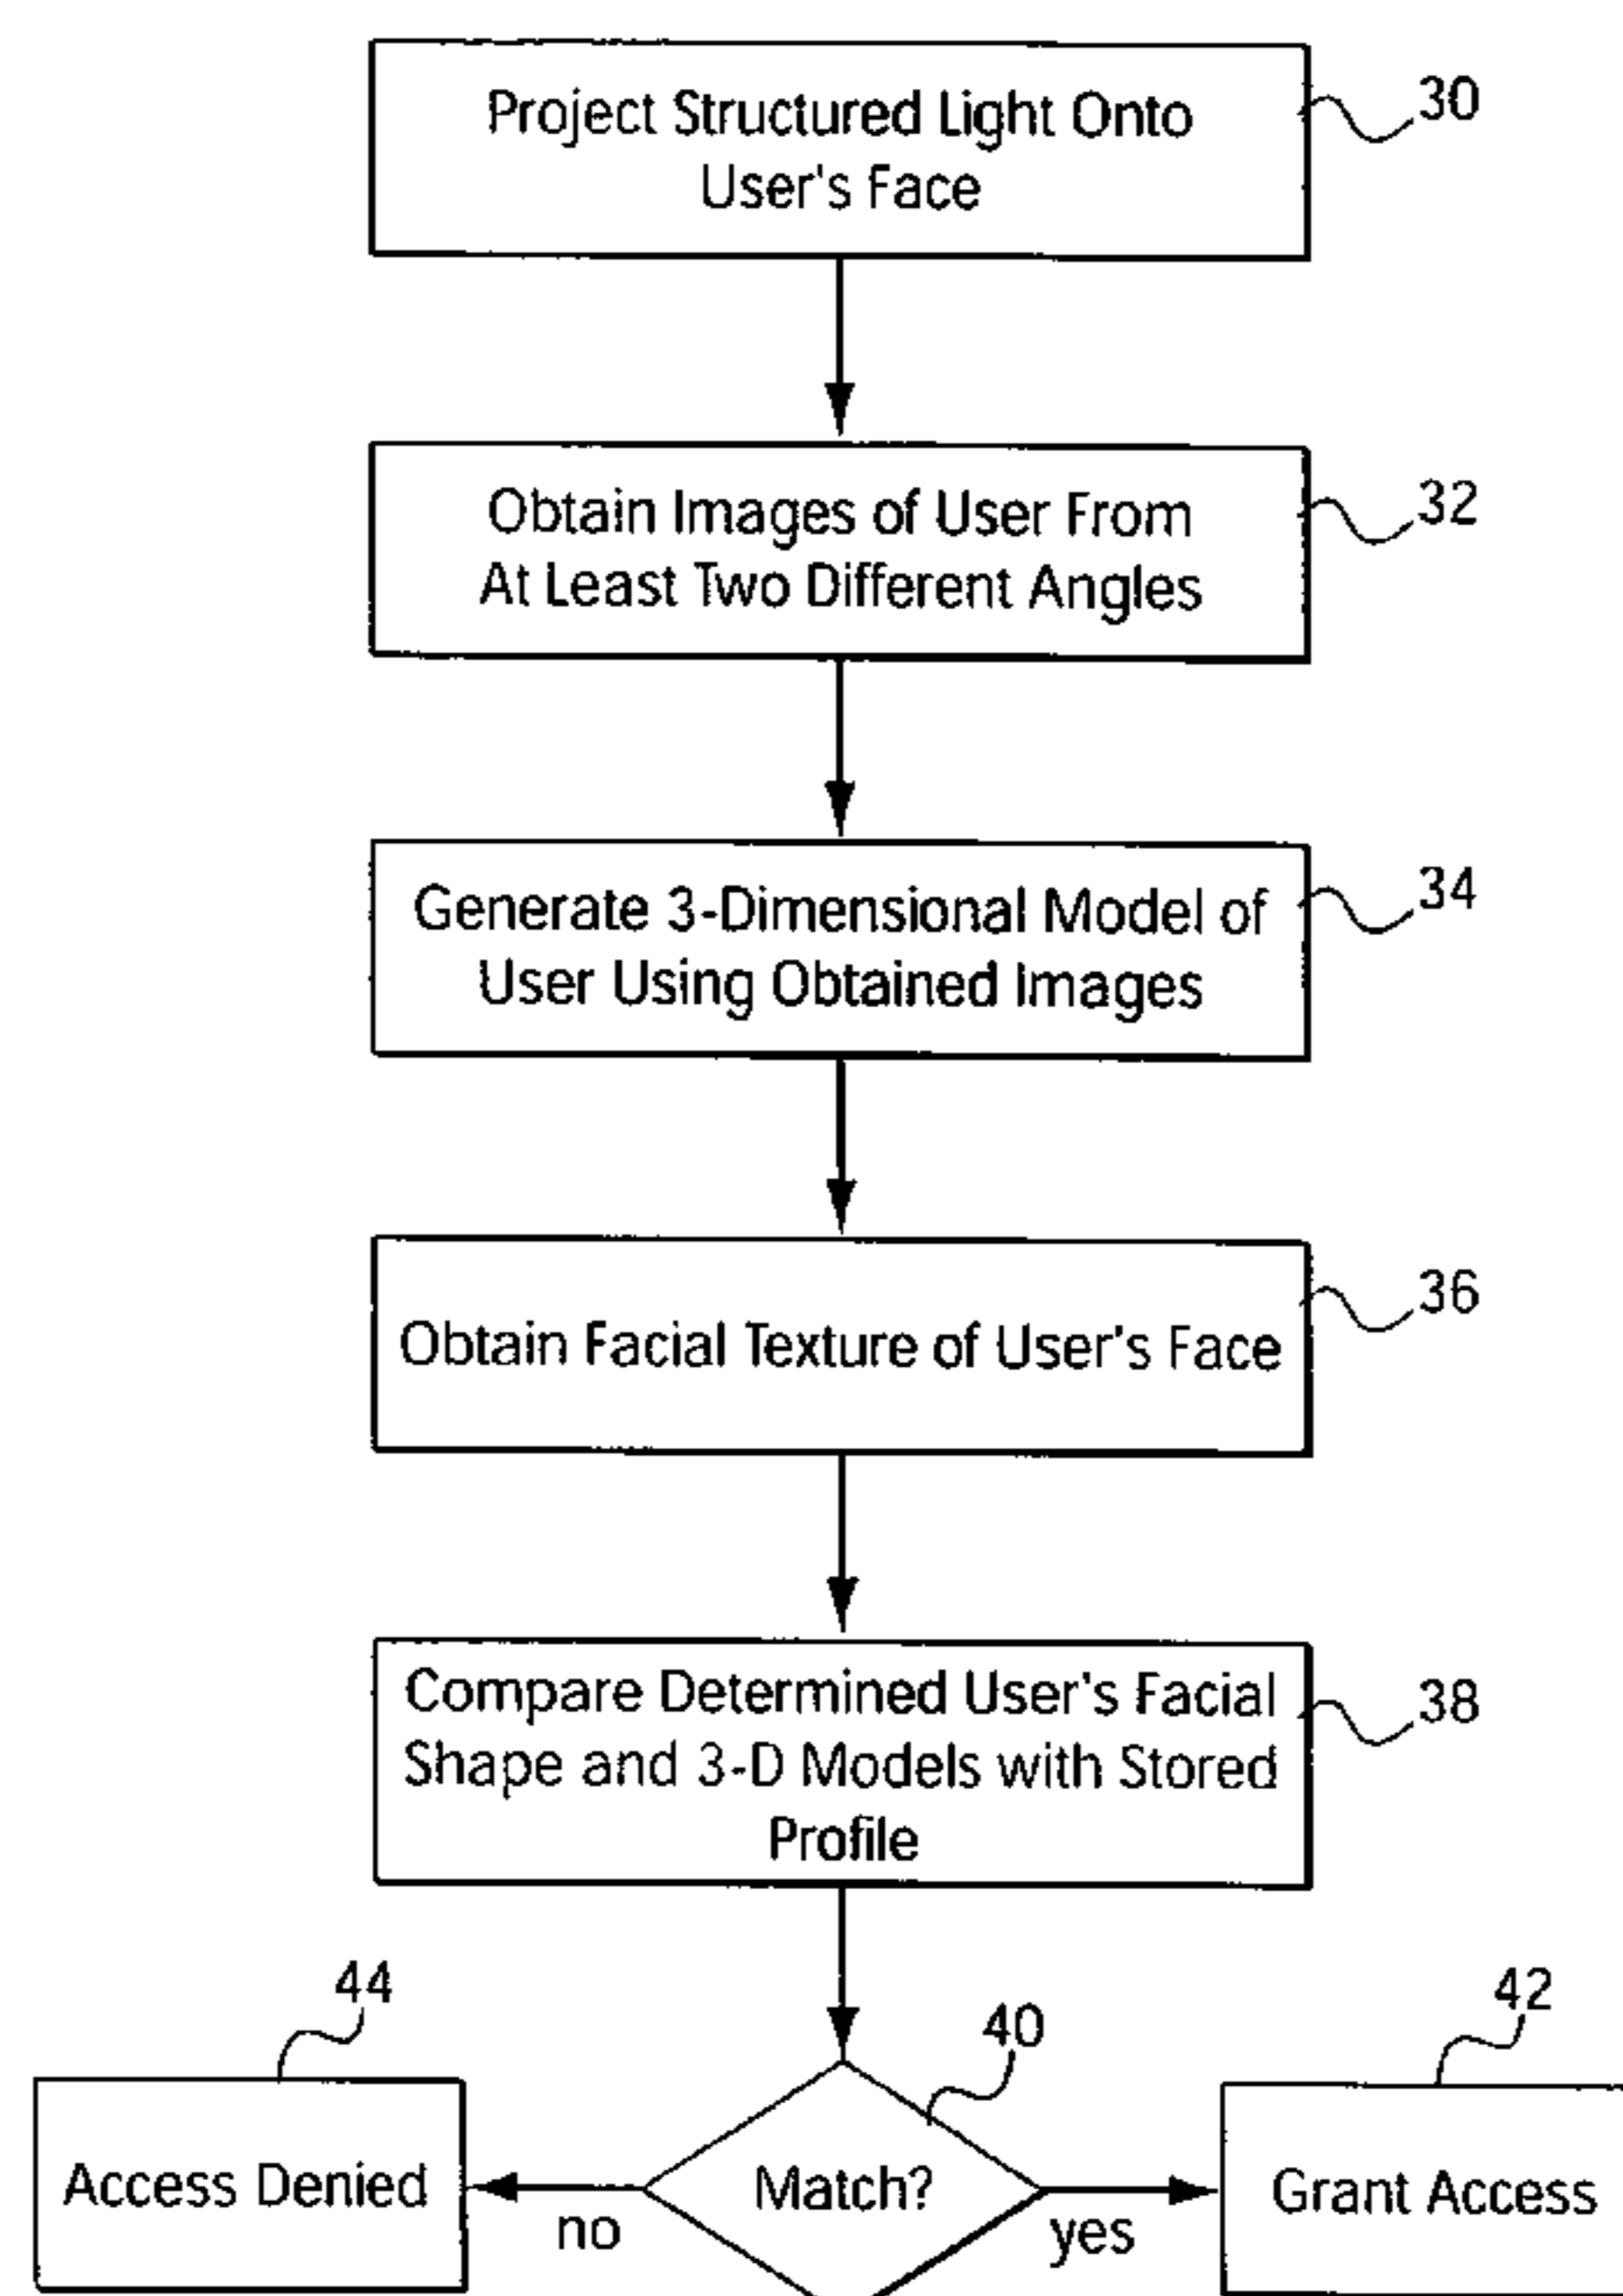 Project Structured Light Onto
User's Face
30
Obtain Images of User From
At Least Two Different Angles
32
Generate 3-Dimensional Model of
User Using Obtained Images
34
Obtain Facial Texture of User's Face
36
Compare Determined User's Facial
Shape and 3-D Models with Stored
Profile
38
44
40
42
Access Denied
no
Match?
yes
Grant Access